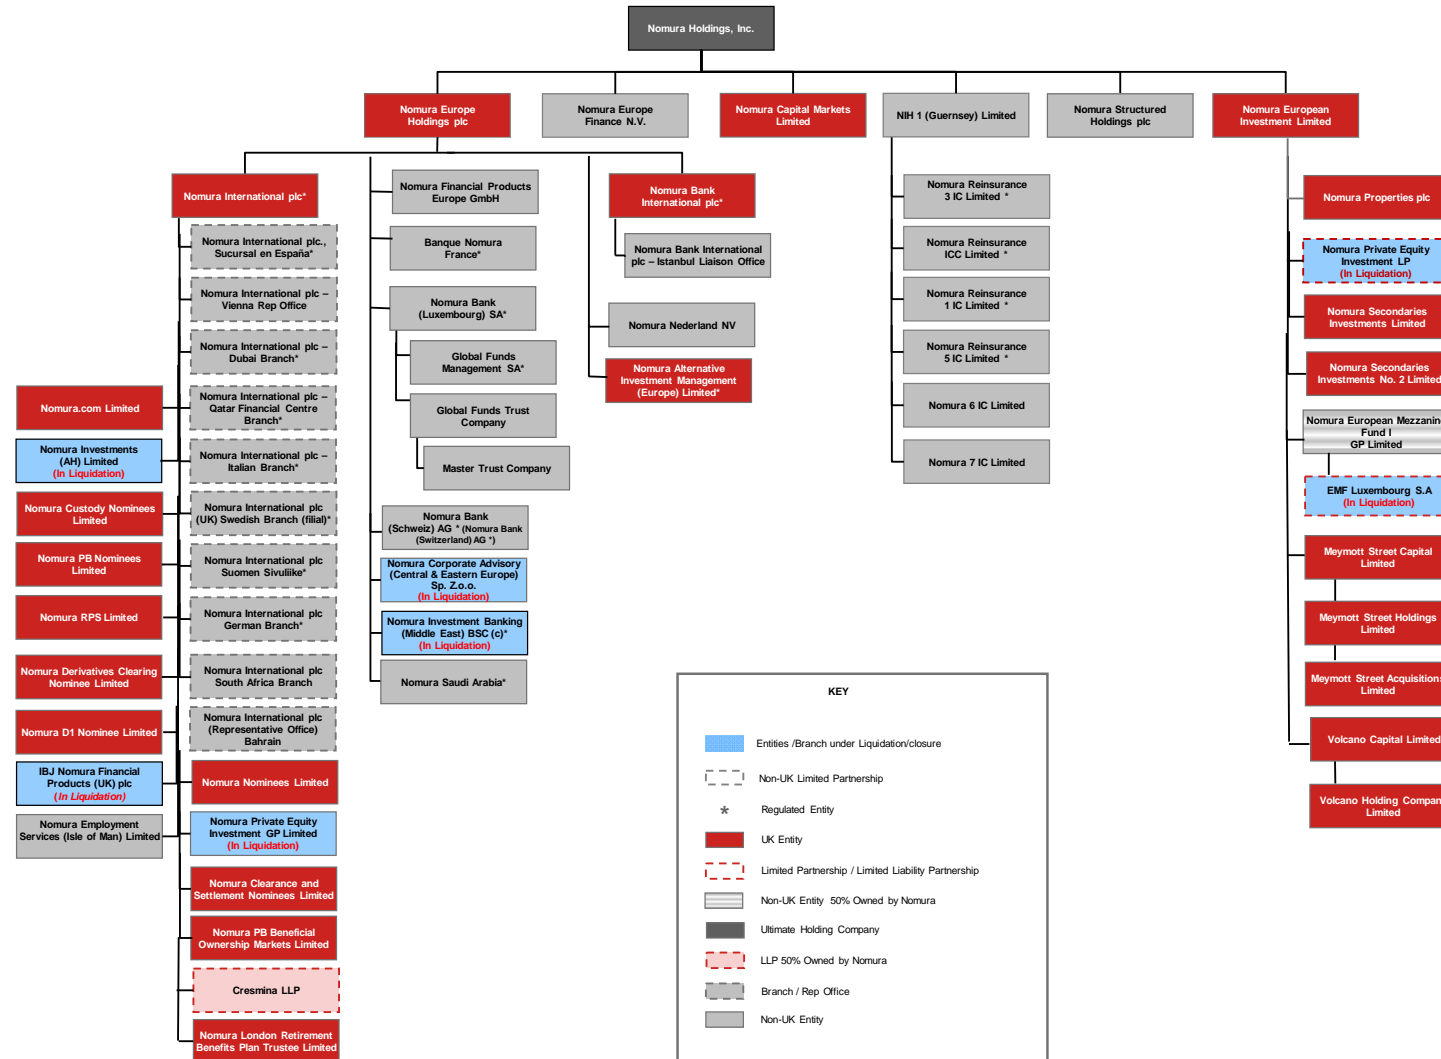 Nomura Holdings, Inc.
Nomura Europe
Holdings plc
Nomura Europe
Finance N.V.
Nomura Capital Markets
Limited
NIH 1 (Guernsey) Limited
Nomura Structured
Holdings plc
Nomura European
Investment Limited
Nomura International plc*
Nomura International plc.,
Sucursal en España*
Nomura International plc –
Vienna Rep Office
Nomura International plc –
Dubai Branch*
Nomura International plc –
Qatar Financial Centre
Branch*
Nomura International plc –
Italian Branch*
Nomura International plc
(UK) Swedish Branch (filial)*
Nomura International plc
Suomen Sivuliike*
Nomura International plc
German Branch*
Nomura International plc
South Africa Branch
Nomura International plc
(Representative Office)
Bahrain
Nomura Nominees Limited
Nomura Private Equity
Investment GP Limited
(In Liquidation)
Nomura Clearance and
Settlement Nominees Limited
Nomura PB Beneficial
Ownership Markets Limited
Cresmina LLP
Nomura London Retirement
Benefits Plan Trustee Limited
Nomura.com Limited
Nomura Investments
(AH) Limited
(In Liquidation)
Nomura Custody Nominees
Limited
Nomura PB Nominees
Limited
Nomura RPS Limited
Nomura Derivatives Clearing
Nominee Limited
Nomura D1 Nominee Limited
IBJ Nomura Financial
Products (UK) plc
(In Liquidation)
Nomura Employment
Services (Isle of Man) Limited
Nomura Financial Products
Europe GmbH
Banque Nomura
France*
Nomura Bank
(Luxembourg) SA*
Global Funds
Management SA*
Global Funds Trust
Company
Master Trust Company
Nomura Bank
(Schweiz) AG * (Nomura Bank
(Switzerland) AG *)
Nomura Corporate Advisory
(Central & Eastern Europe)
Sp. Z.o.o.
(In Liquidation)
Nomura Investment Banking
(Middle East) BSC (c)*
(In Liquidation)
Nomura Saudi Arabia*
Nomura Bank
International plc*
Nomura Bank International
plc – Istanbul Liaison Office
Nomura Nederland NV
Nomura Alternative
Investment Management
(Europe) Limited*
Nomura Reinsurance
3 IC Limited *
Nomura Reinsurance
ICC Limited *
Nomura Reinsurance
1 IC Limited *
Nomura Reinsurance
5 IC Limited *
Nomura 6 IC Limited
Nomura 7 IC Limited
Nomura Properties plc
Nomura Private Equity
Investment LP
(In Liquidation)
Nomura Secondaries
Investments Limited
Nomura Secondaries
Investments No. 2 Limited
Nomura European Mezzanine
Fund I
GP Limited
EMF Luxembourg S.A
(In Liquidation)
Meymott Street Capital
Limited
Meymott Street Holdings
Limited
Meymott Street Acquisitions
Limited
Volcano Capital Limited
Volcano Holding Company
Limited
KEY
Entities /Branch under Liquidation/closure
Non-UK Limited Partnership
* Regulated Entity
UK Entity
Limited Partnership / Limited Liability Partnership
Non-UK Entity 50% Owned by Nomura
Ultimate Holding Company
LLP 50% Owned by Nomura
Branch / Rep Office
Non-UK Entity